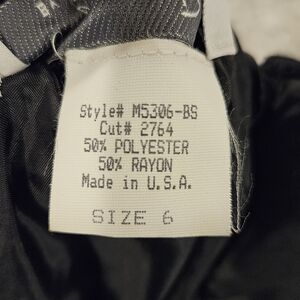 Style# M5306-BS
Cut# 2764
50% POLYESTER
50% RAYON
Made in U.S.A.
SIZE 6